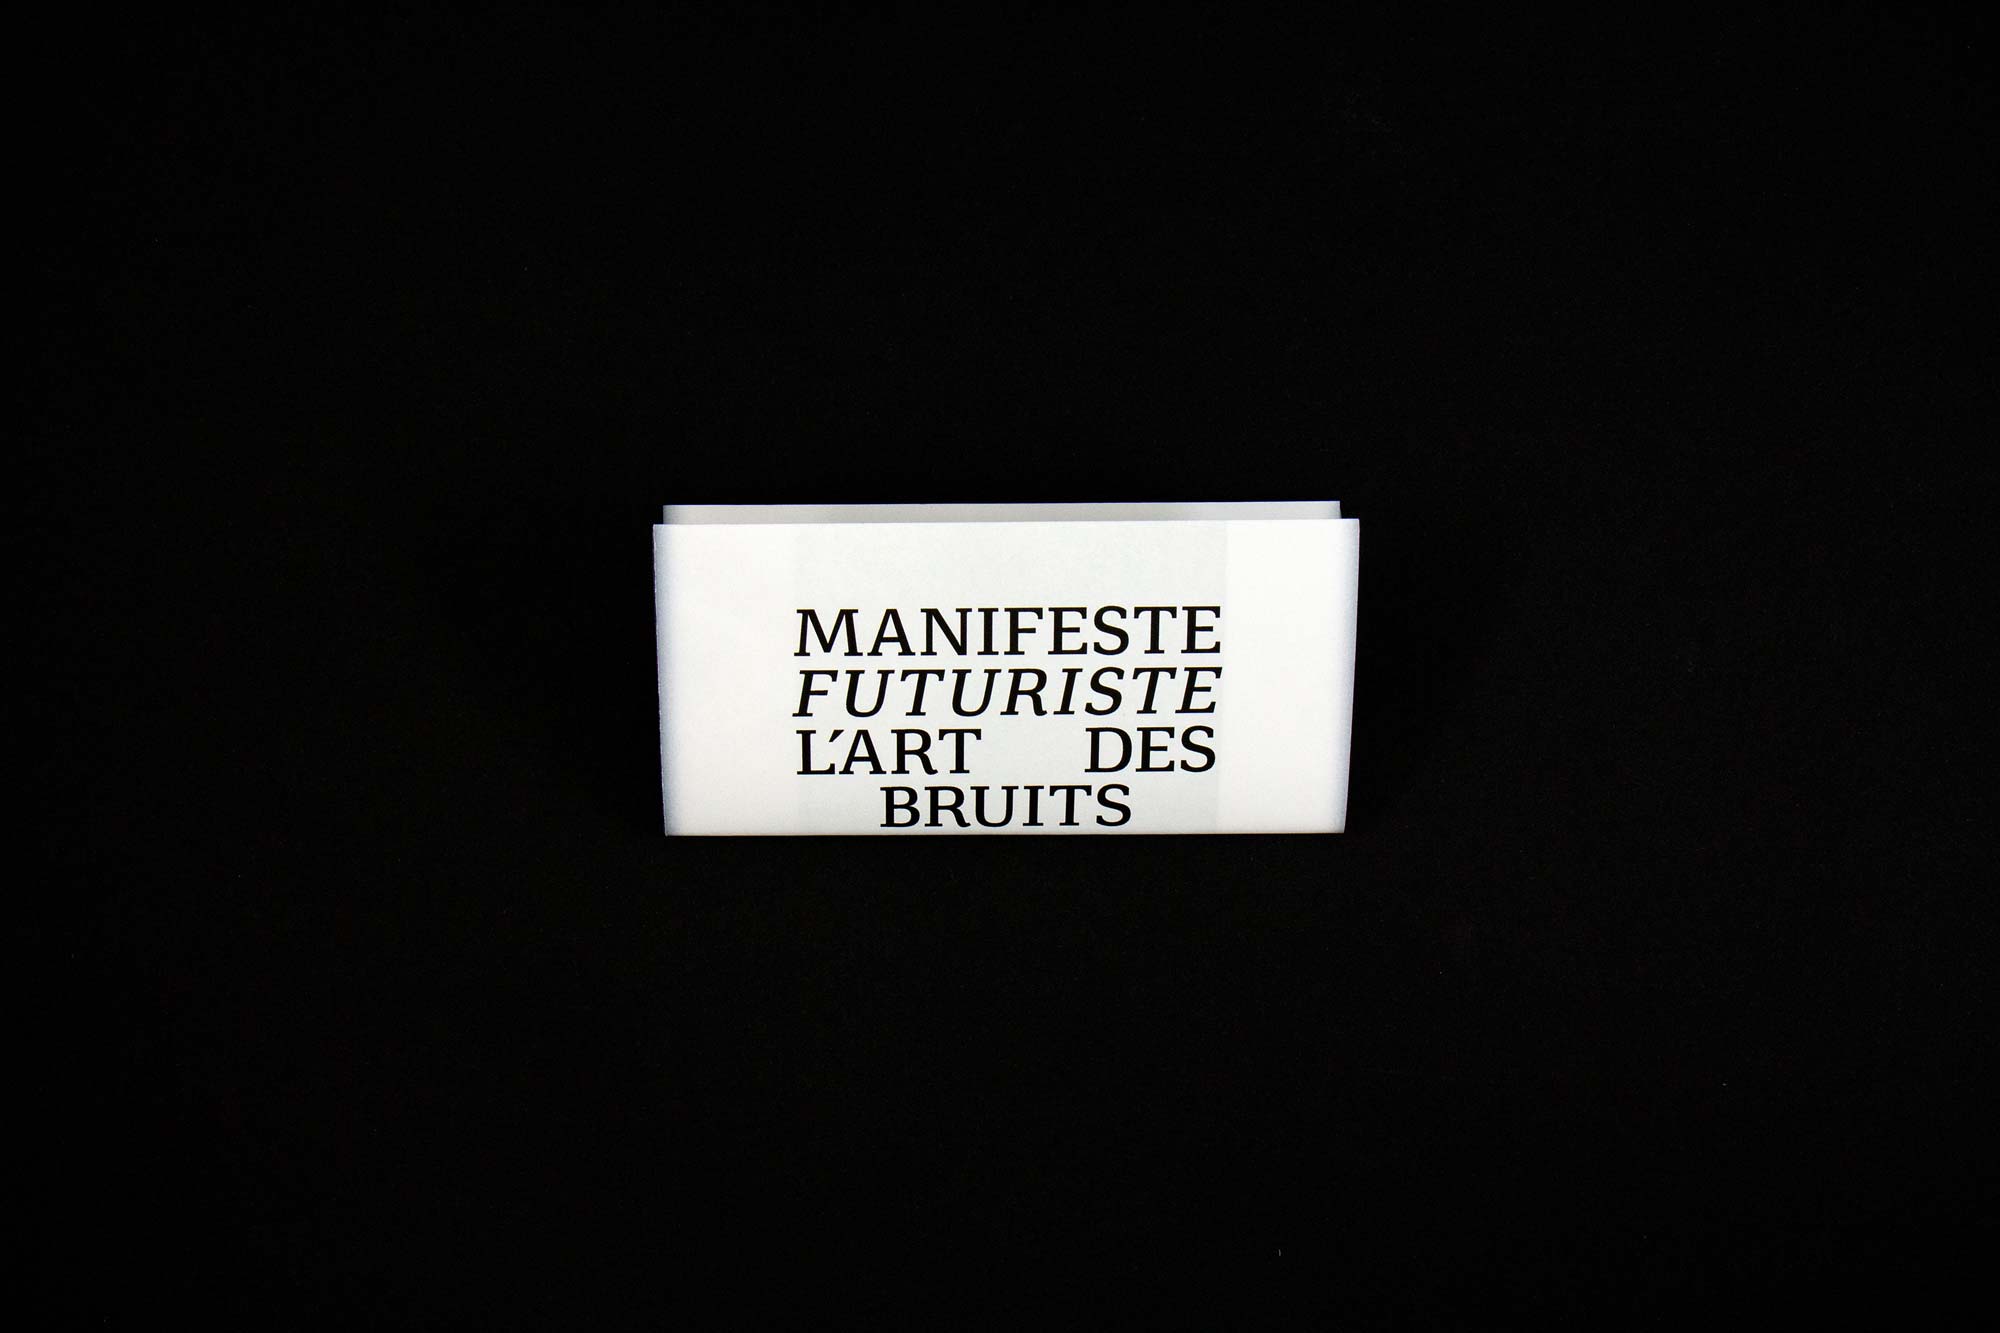 MANIFESTE
FUTURISTE
L'ART DES
BRUITS